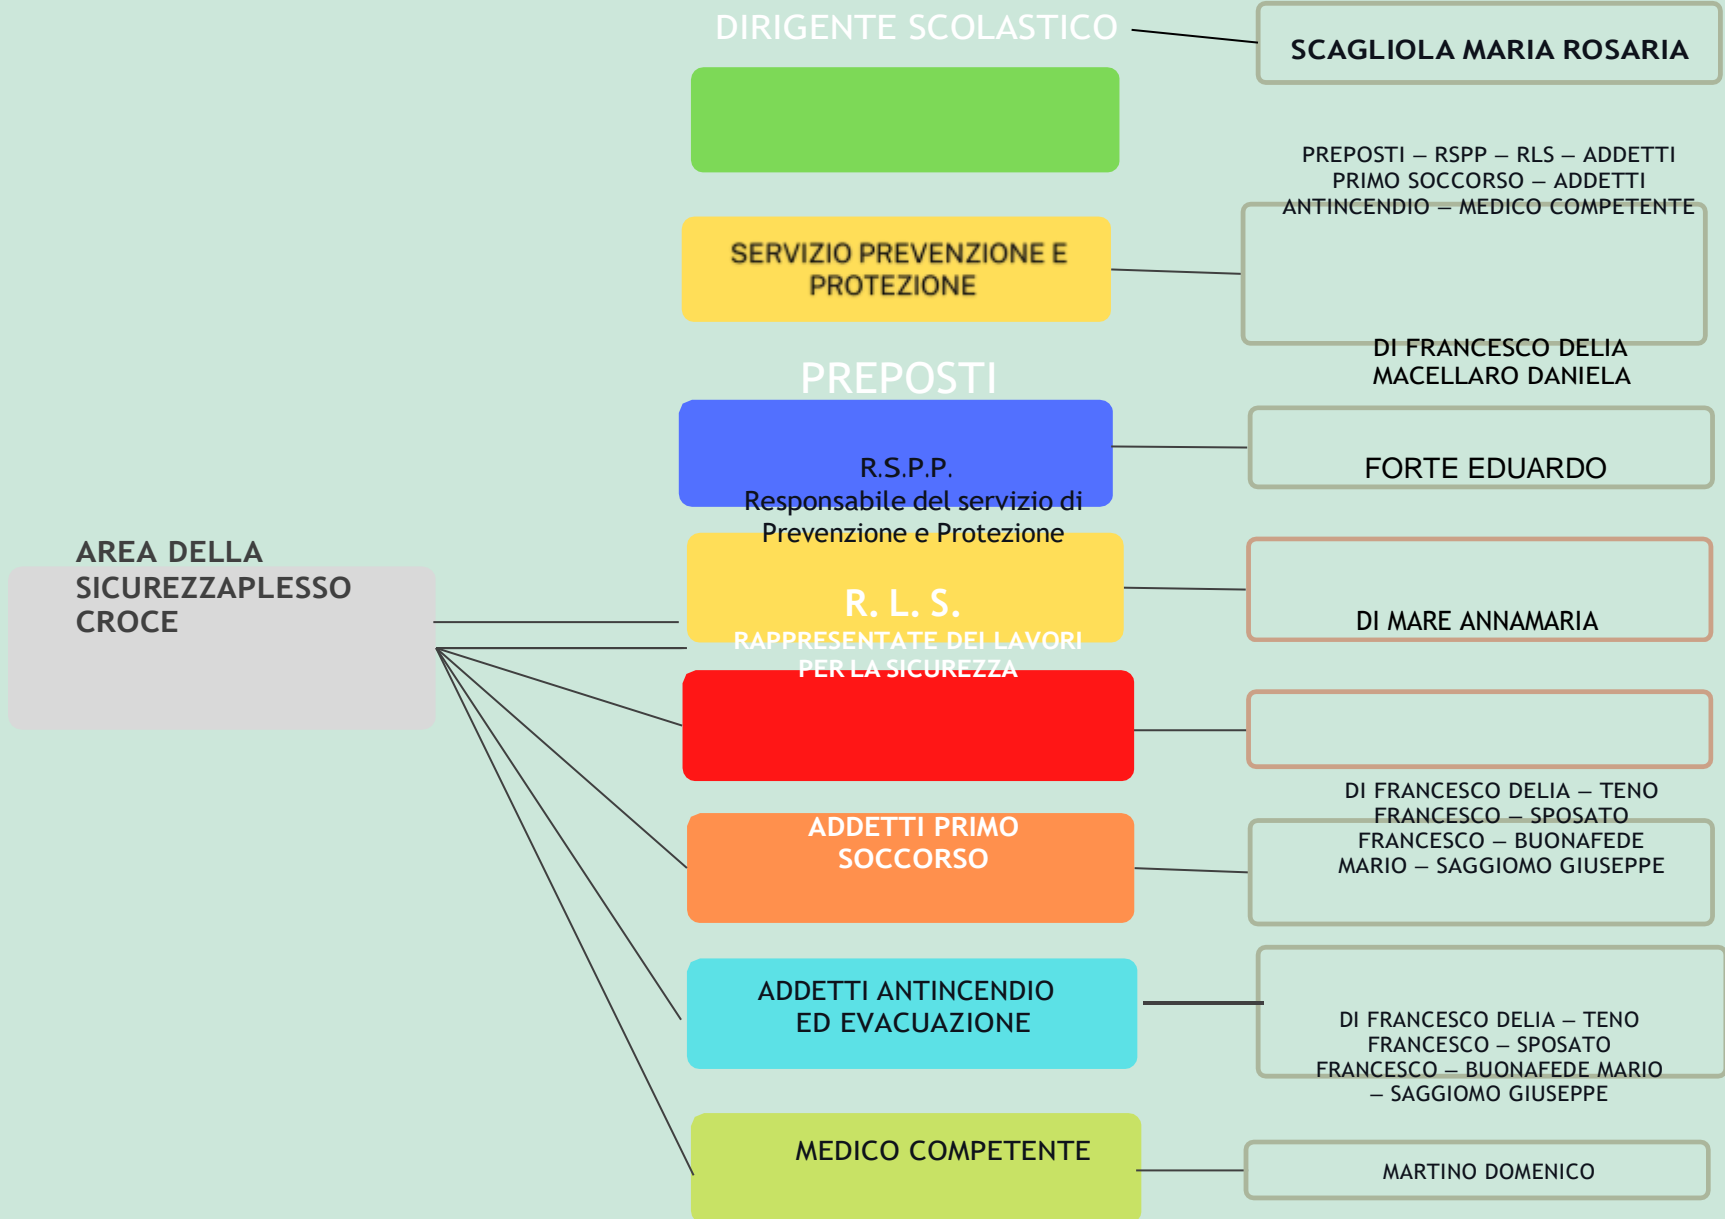 DIRIGENTE SCOLASTICO
SCAGLIOLA MARIA ROSARIA
PREPOSTI – RSPP – RLS – ADDETTI
PRIMO SOCCORSO – ADDETTI
ANTINCENDIO – MEDICO COMPETENTE
SERVIZIO PREVENZIONE E
PROTEZIONE
PREPOSTI
DI FRANCESCO DELIA
MACELLARO DANIELA
R.S.P.P.
Responsabile del servizio di
Prevenzione e Protezione
FORTE EDUARDO
AREA DELLA
SICUREZZAPLESSO
CROCE
R. L. S.
RAPPRESENTATE DEI LAVORI
PER LA SICUREZZA
DI MARE ANNAMARIA
ADDETTI PRIMO
SOCCORSO
DI FRANCESCO DELIA – TENO
FRANCESCO – SPOSATO
FRANCESCO – BUONAFEDE
MARIO – SAGGIOMO GIUSEPPE
ADDETTI ANTINCENDIO
ED EVACUAZIONE
DI FRANCESCO DELIA – TENO
FRANCESCO – SPOSATO
FRANCESCO – BUONAFEDE MARIO
– SAGGIOMO GIUSEPPE
MEDICO COMPETENTE
MARTINO DOMENICO